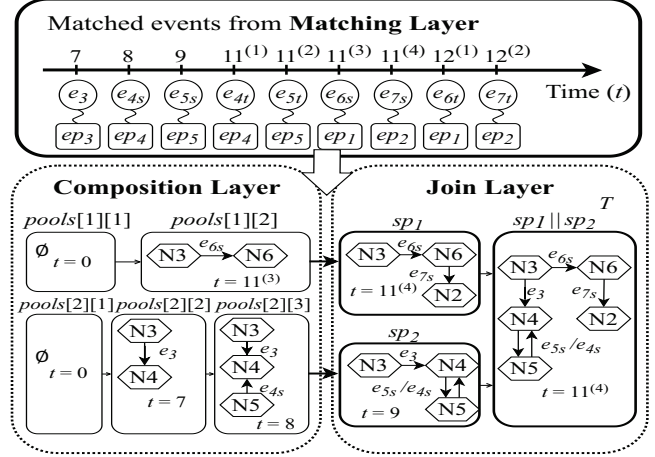 Matched events from Matching Layer
7 8 9 11(1) 11(2) 11(3) 11(4) 12(1) 12(2)
e3 e4s e5s e4t e5t e6s e7s e6t e7t
Time (t)
ep3 ep4 ep5 ep4 ep5 ep1 ep2 ep1 ep2
Composition Layer
pools[1][1] pools[1][2]
∅ t = 0
N3 e6s N6
t = 11(3)
pools[2][1] pools[2][2] pools[2][3]
∅ t = 0
N3 e3 N4
t = 7
N3 e3 N4 e4s N5
t = 8
Join Layer
T
sp1
N3 e6s N6
e7s
t = 11(4) N2
sp2
N3 e3 N4
e5s/e4s
t = 9 N5
sp1||sp2
N3 e6s N6
e3 e7s
N4 N2
e5s/e4s
N5
t = 11(4)